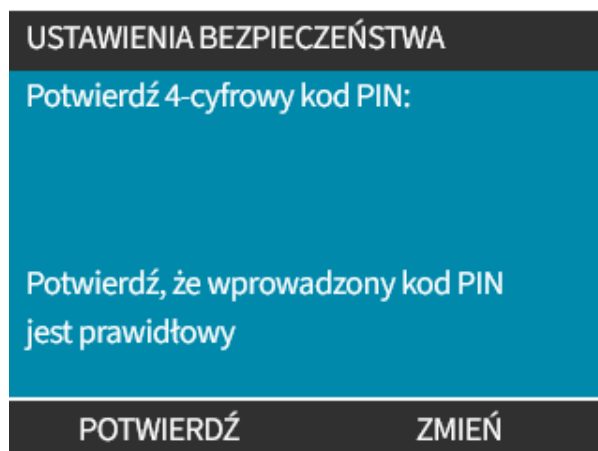 USTAWIENIA BEZPIECZEŃSTWA
Potwierdź 4-cyfrowy kod PIN:
Potwierdź, że wprowadzony kod PIN
jest prawidłowy
POTWIERDŹ ZMIEŃ